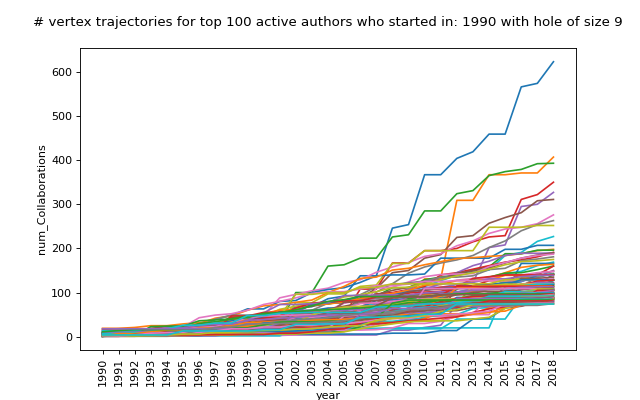 # vertex trajectories for top 100 active authors who started in: 1990 with hole of size 9
600
500
400
300
200
100
0
num_Collaborations
1990 1991 1992 1993 1994 1995 1996 1997 1998 1999 2000 2001 2002 2003 2004 2005 2006 2007 2008 2009 2010 2011 2012 2013 2014 2015 2016 2017 2018
year